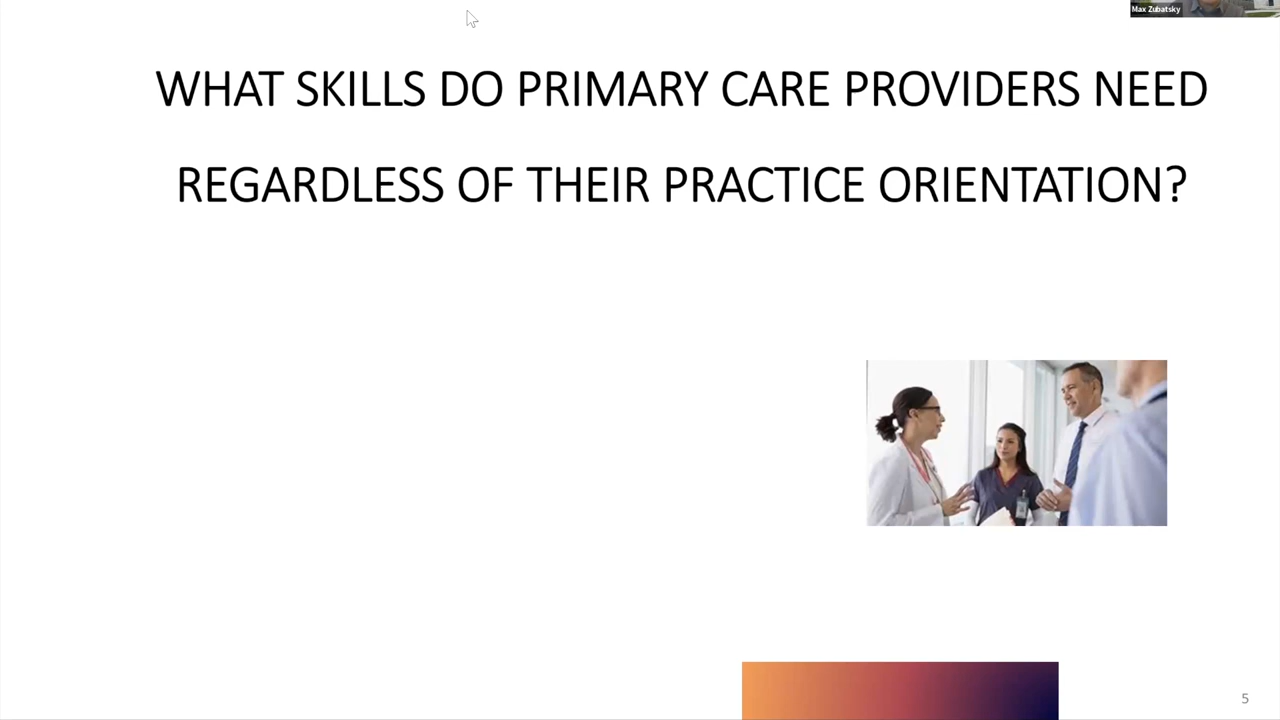 Max Zubatsky
WHAT SKILLS DO PRIMARY CARE PROVIDERS NEED
REGARDLESS OF THEIR PRACTICE ORIENTATION?
5